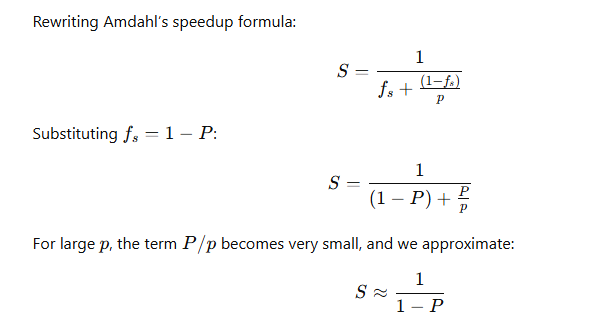 Rewriting Amdahl's speedup formula:
S = \frac{1}{f_s + \frac{(1-f_s)}{p}}
Substituting f_s = 1 − P:
S = \frac{1}{(1 − P) + \frac{P}{p}}
For large p, the term P/p becomes very small, and we approximate:
S ≈ \frac{1}{1 − P}